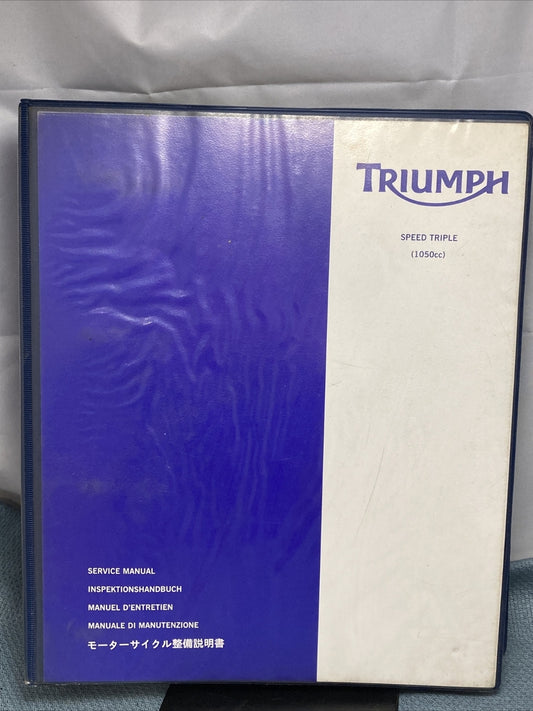 TRIUMPH
SPEED TRIPLE
(1050cc)
SERVICE MANUAL
INSPEKTIONSHANDBUCH
MANUEL D'ENTRETIEN
MANUALE DI MANUTENZIONE
モーターサイクル整備説明書